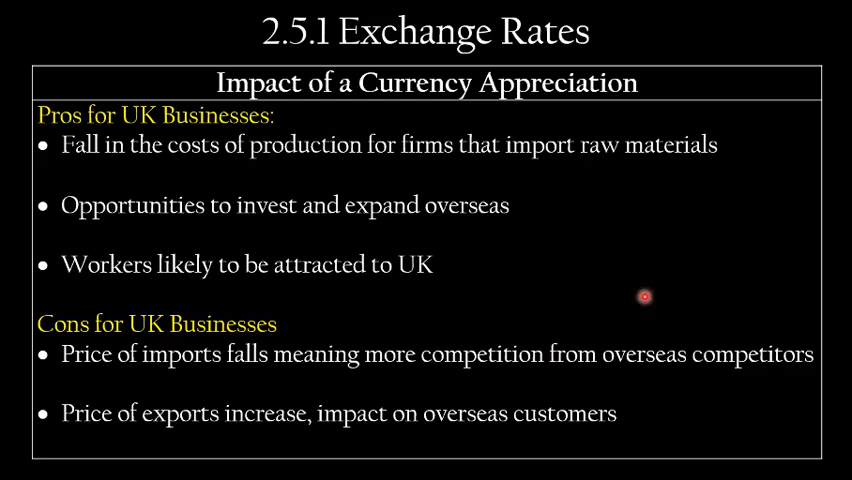 2.5.1 Exchange Rates
Impact of a Currency Appreciation
Pros for UK Businesses:
• Fall in the costs of production for firms that import raw materials
• Opportunities to invest and expand overseas
• Workers likely to be attracted to UK
Cons for UK Businesses
• Price of imports falls meaning more competition from overseas competitors
• Price of exports increase, impact on overseas customers